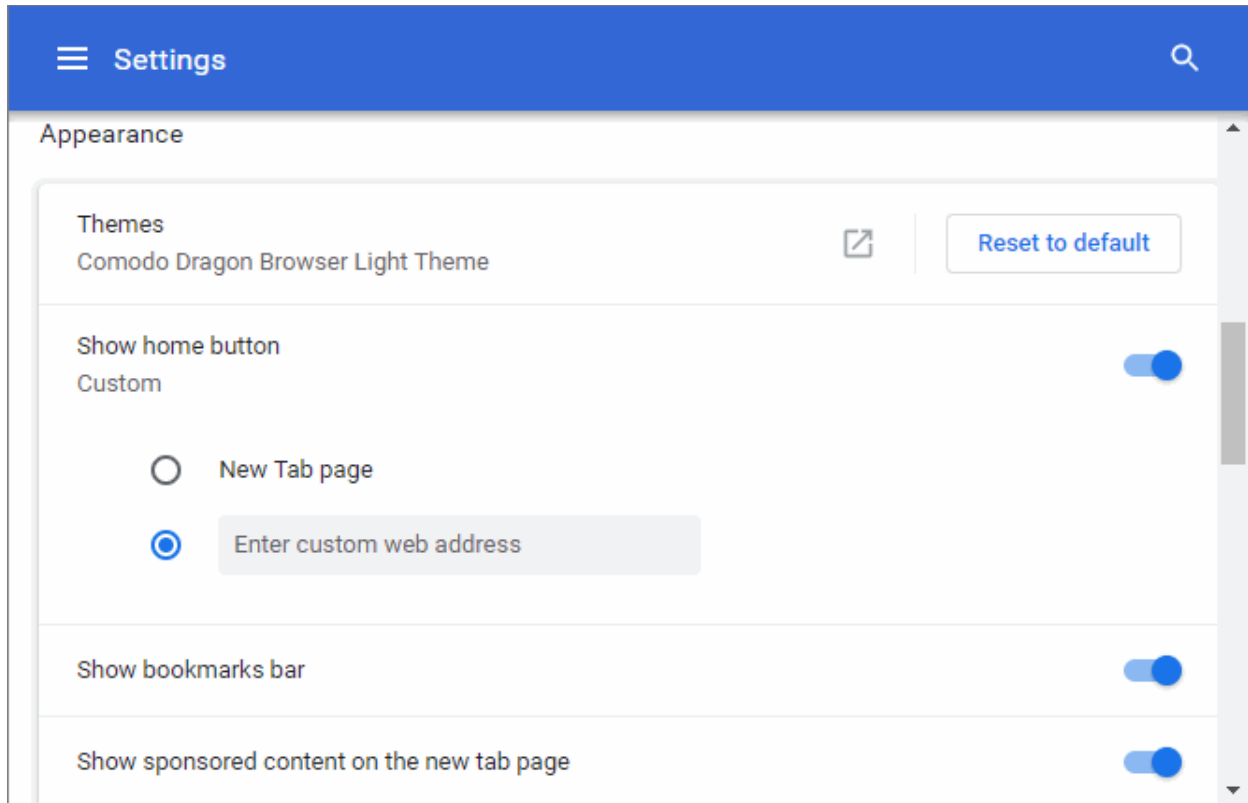 Settings
Appearance
Themes
Comodo Dragon Browser Light Theme
Reset to default
Show home button
Custom
New Tab page
Enter custom web address
Show bookmarks bar
Show sponsored content on the new tab page